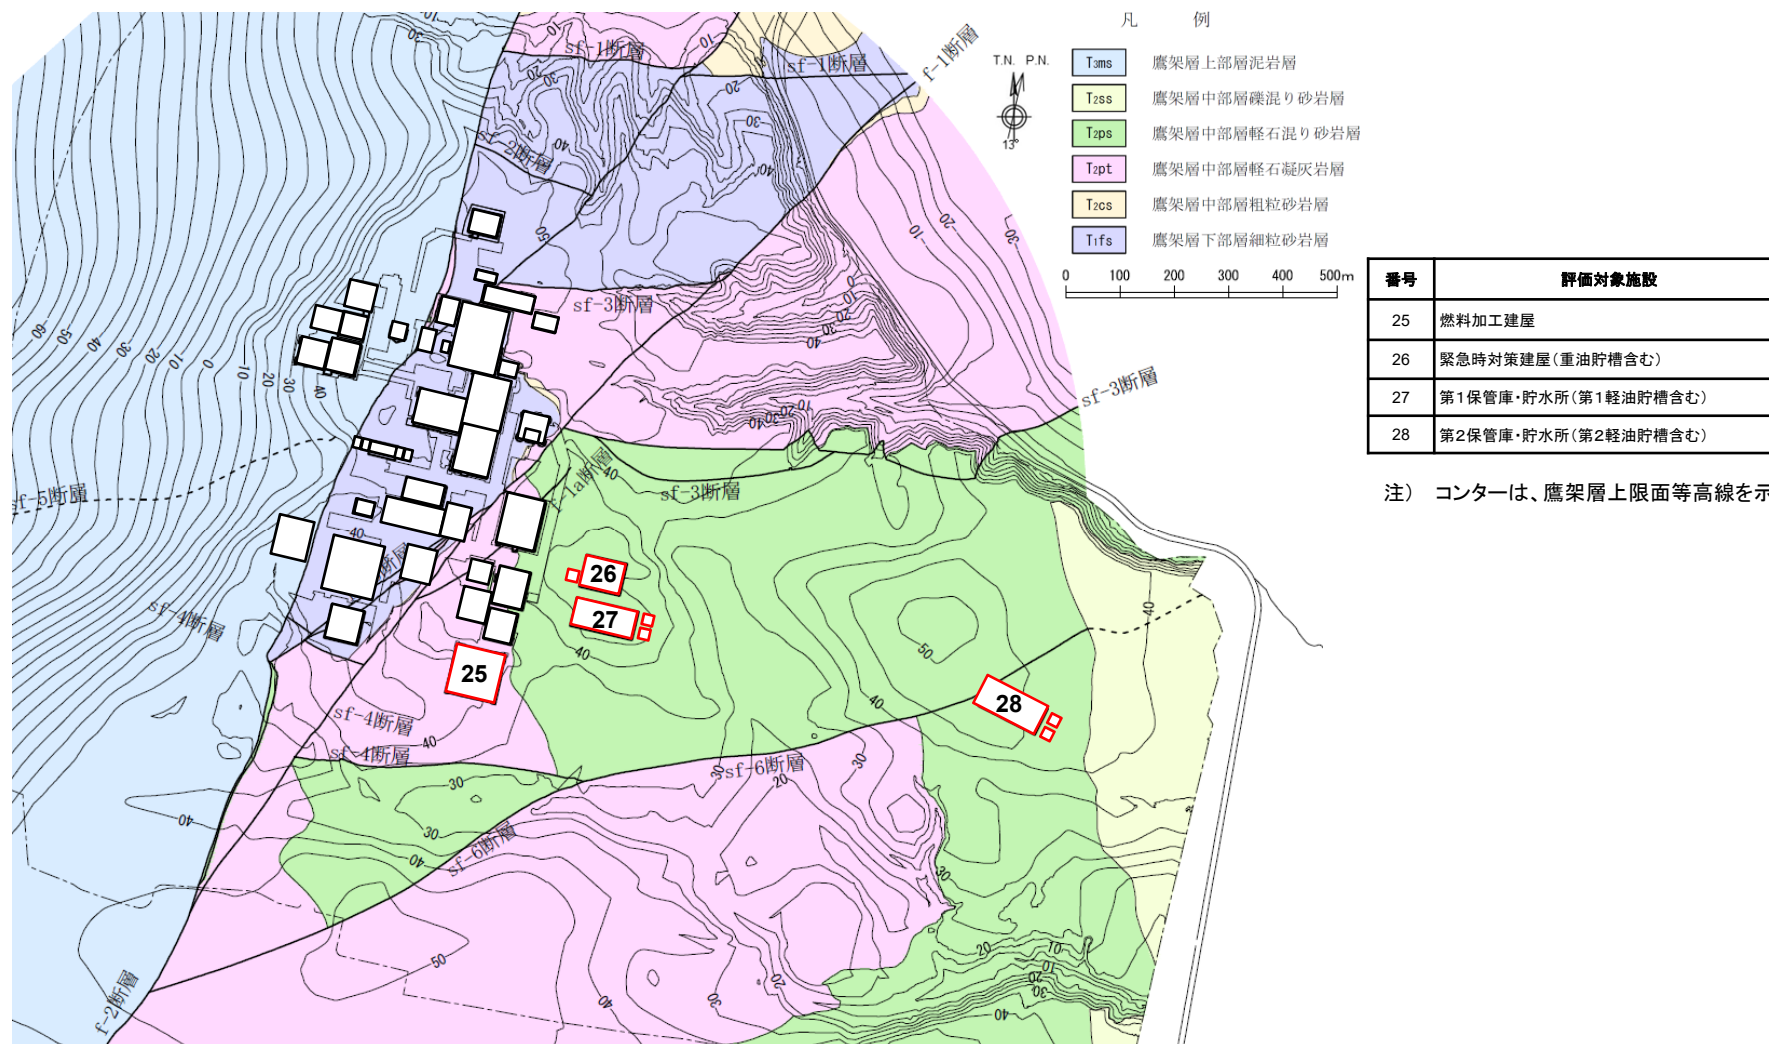 凡 例
T.N. P.N.
13°
T3ms 鷹架層上部層泥岩層
T2ss 鷹架層中部層礫混り砂岩層
T2ps 鷹架層中部層軽石混り砂岩層
T2pt 鷹架層中部層軽石凝灰岩層
T2cs 鷹架層中部層粗粒砂岩層
T1fs 鷹架層下部層細粒砂岩層
0 100 200 300 400 500m
番号 評価対象施設
25 燃料加工建屋
26 緊急時対策建屋(重油貯槽含む)
27 第1保管庫・貯水所(第1軽油貯槽含む)
28 第2保管庫・貯水所(第2軽油貯槽含む)
注) コンターは、鷹架層上限面等高線を示
sf-1断層
sf-1断層
f-1断層
sf-2断層
sf-3断層
sf-3断層
sf-3断層
f-1a断層
sf-5断層
sf-4断層
sf-4断層
sf-4断層
sf-6断層
sf-6断層
f-2断層
25
26
27
28
60
50
40
30
20
10
0
10
20
30
40